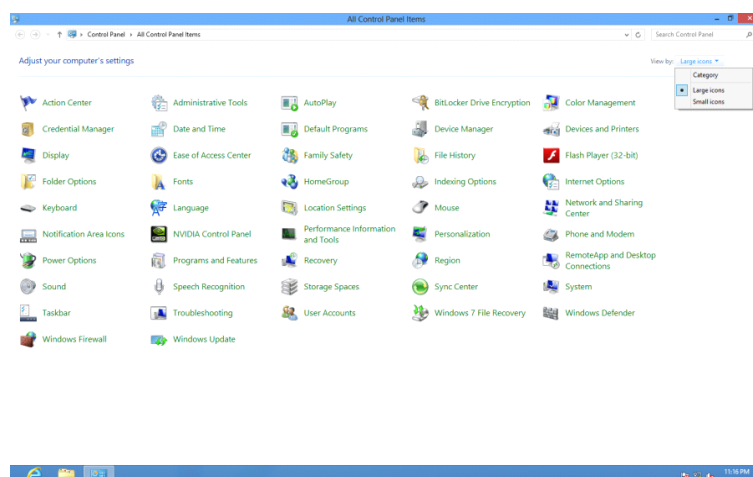 All Control Panel Items
Control Panel
All Control Panel Items
Search Control Panel
Adjust your computer's settings
View by: Large icons
Category
Large icons
Small icons
Action Center
Administrative Tools
AutoPlay
BitLocker Drive Encryption
Color Management
Credential Manager
Date and Time
Default Programs
Device Manager
Devices and Printers
Display
Ease of Access Center
Family Safety
File History
Flash Player (32-bit)
Folder Options
Fonts
HomeGroup
Indexing Options
Internet Options
Keyboard
Language
Location Settings
Mouse
Network and Sharing
Center
Notification Area Icons
NVIDIA Control Panel
Performance Information
and Tools
Personalization
Phone and Modem
Power Options
Programs and Features
Recovery
Region
RemoteApp and Desktop
Connections
Sound
Speech Recognition
Storage Spaces
Sync Center
System
Taskbar
Troubleshooting
User Accounts
Windows 7 File Recovery
Windows Defender
Windows Firewall
Windows Update
11:16 PM